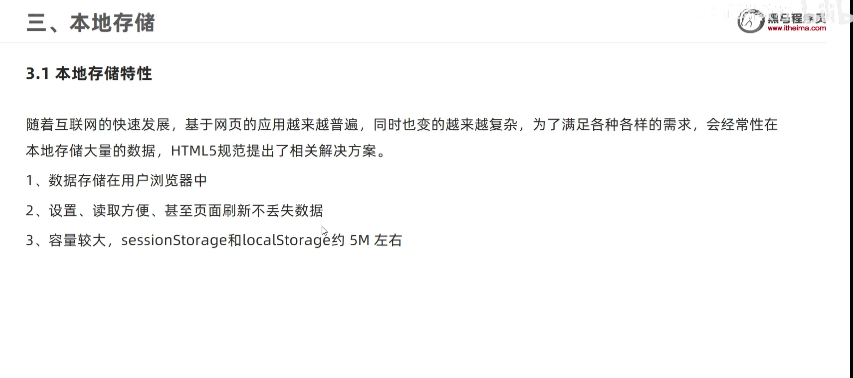 三、本地存储
黑马程序员
www.itheima.com
3.1 本地存储特性
随着互联网的快速发展，基于网页的应用越来越普遍，同时也变的越来越复杂，为了满足各种各样的需求，会经常性在
本地存储大量的数据，HTML5规范提出了相关解决方案。
1、数据存储在用户浏览器中
2、设置、读取方便、甚至页面刷新不丢失数据
3、容量较大，sessionStorage和localStorage约 5M 左右